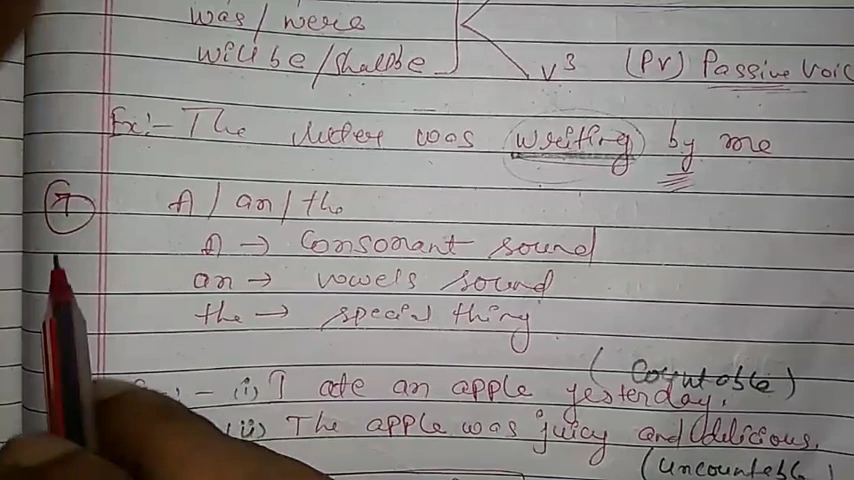 was/were
will be/shall be V³ (PV) Passive Voic
Ex:- The letter was writing by me
7 A/an/the
A → Consonant sound
an → vowels sound
the → special thing
(Countable)
- (i) I ate an apple yesterday.
(ii) The apple was juicy and delicious.
(uncountable)